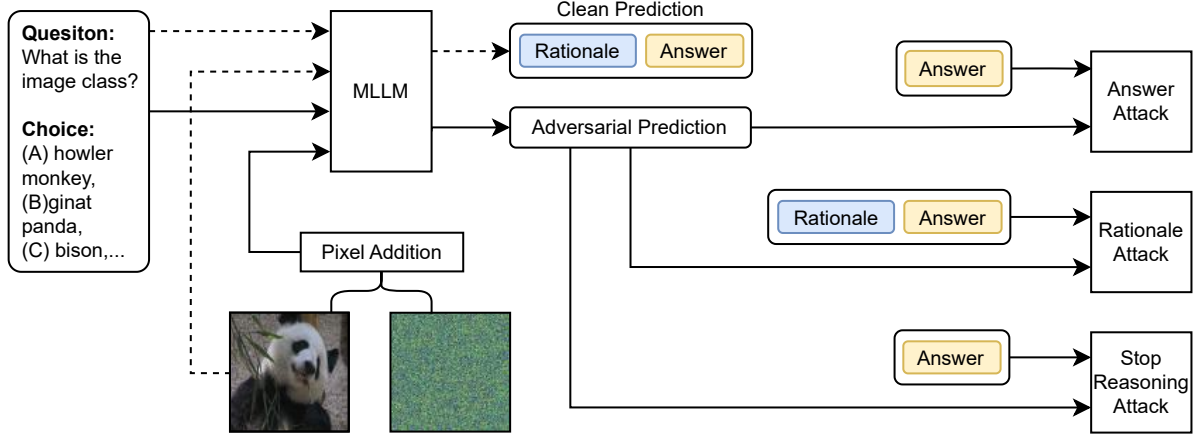 Quesiton:
What is the
image class?
Choice:
(A) howler
monkey,
(B)ginat
panda,
(C) bison,...
MLLM
Clean Prediction
Rationale
Answer
Adversarial Prediction
Pixel Addition
Answer
Answer
Attack
Rationale
Answer
Rationale
Attack
Answer
Stop
Reasoning
Attack